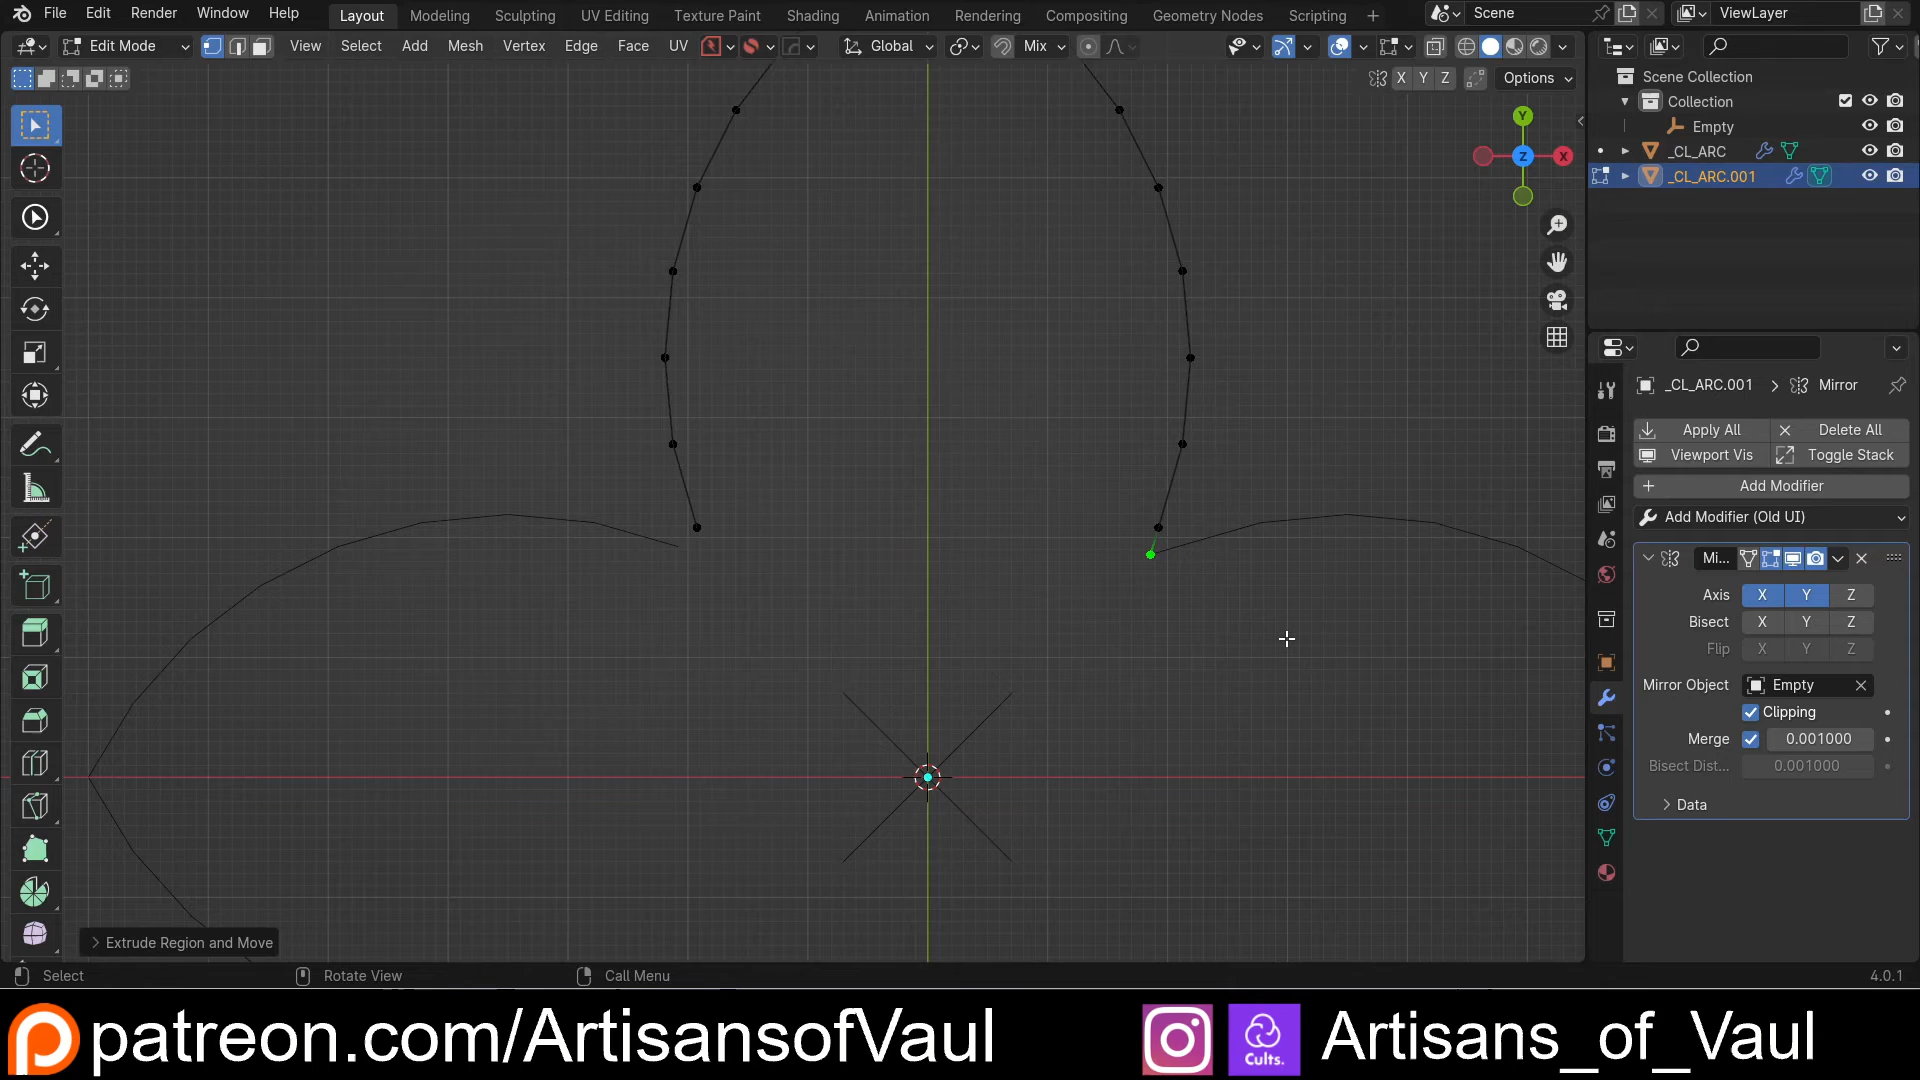 File Edit Render Window Help Layout Modeling Sculpting UV Editing Texture Paint Shading Animation Rendering Compositing Geometry Nodes Scripting + Scene ViewLayer
Edit Mode View Select Add Mesh Vertex Edge Face UV Global Mix
X Y Z Options
Scene Collection
Collection
Empty
_CL_ARC
_CL_ARC.001
Y
Z X
_CL_ARC.001 > Mirror
Apply All Delete All
Viewport Vis Toggle Stack
Add Modifier
Add Modifier (Old UI)
Mi...
Axis X Y Z
Bisect X Y Z
Flip X Y Z
Mirror Object Empty
Clipping
Merge 0.001000
Bisect Dist... 0.001000
Data
Extrude Region and Move
Select Rotate View Call Menu 4.0.1
patreon.com/ArtisansofVaul Cults. Artisans_of_Vaul